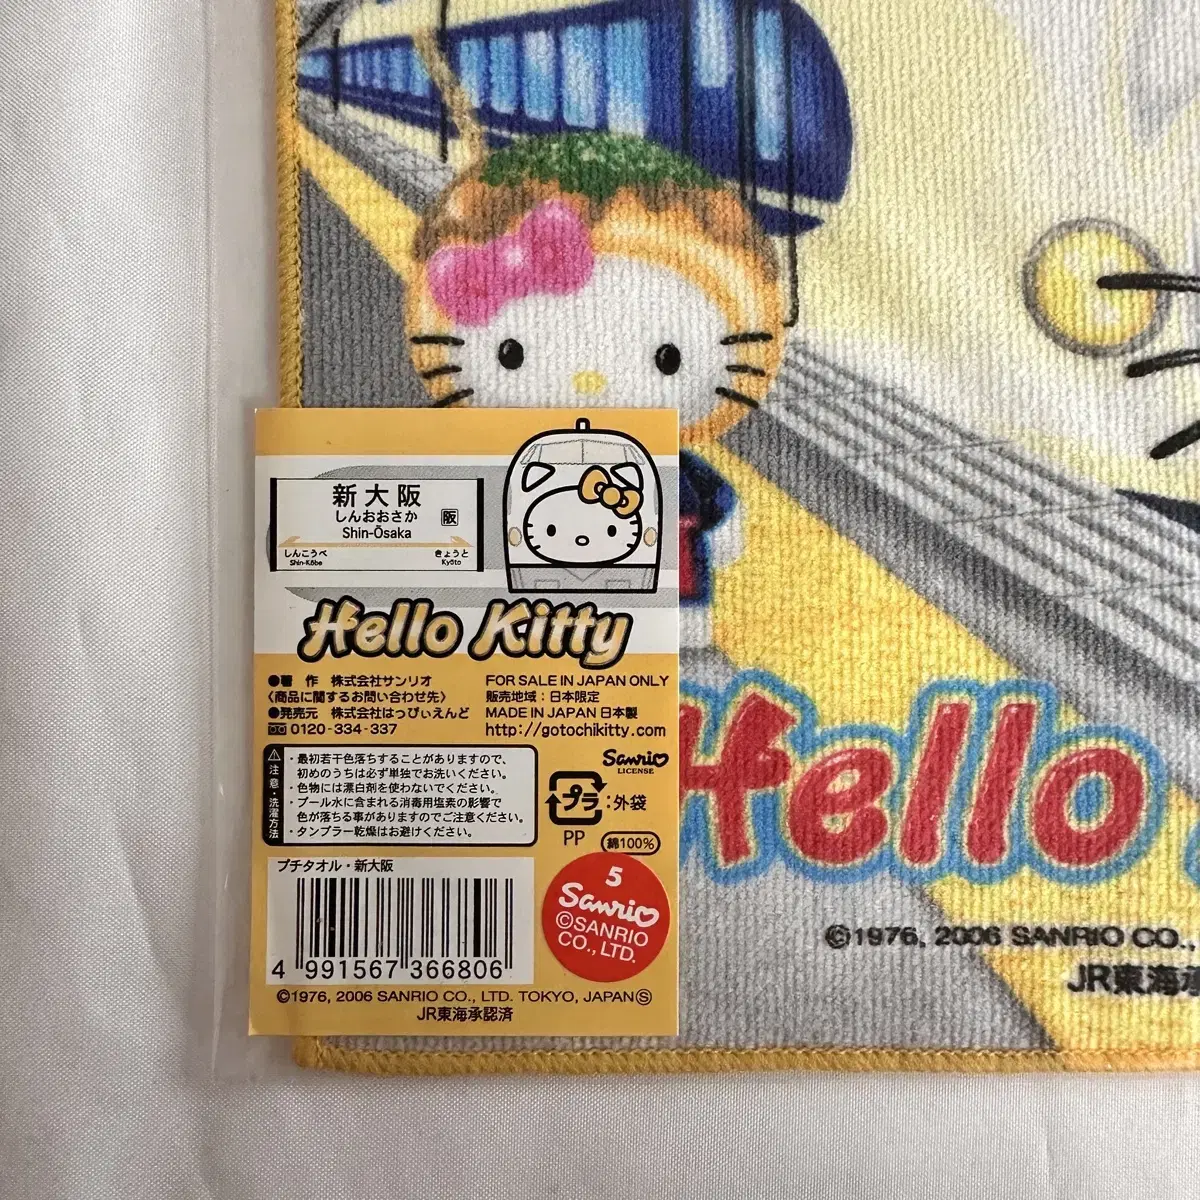 新大阪
しんおおさか
阪
Shin-Ōsaka
しんこうべ
Shin-Kōbe
きょうと
Kyōto
Hello Kitty
●著 作 株式会社サンリオ
〈商品に関するお問い合わせ先〉
●発売元 株式会社はっぴぃえんど
0120-334-337
FOR SALE IN JAPAN ONLY
販売地域：日本限定
MADE IN JAPAN 日本製
http://gotochikitty.com
注意・洗濯方法
・最初若干色落ちすることがありますので、
初めのうちは必ず単独でお洗いください。
・色物には漂白剤を使わないでください。
・プール水に含まれる消毒用塩素の影響で
色が落ちる事がありますのでご注意ください。
・タンブラー乾燥はお避けください。
Sanrio
LICENSE
プラ：外袋
PP
綿100%
プチタオル・新大阪
4 991567 366806
5
Sanrio
©SANRIO
CO., LTD.
©1976, 2006 SANRIO CO., LTD. TOKYO, JAPANⓈ
JR東海承認済
Hello
©1976, 2006 SANRIO CO.,
JR東海